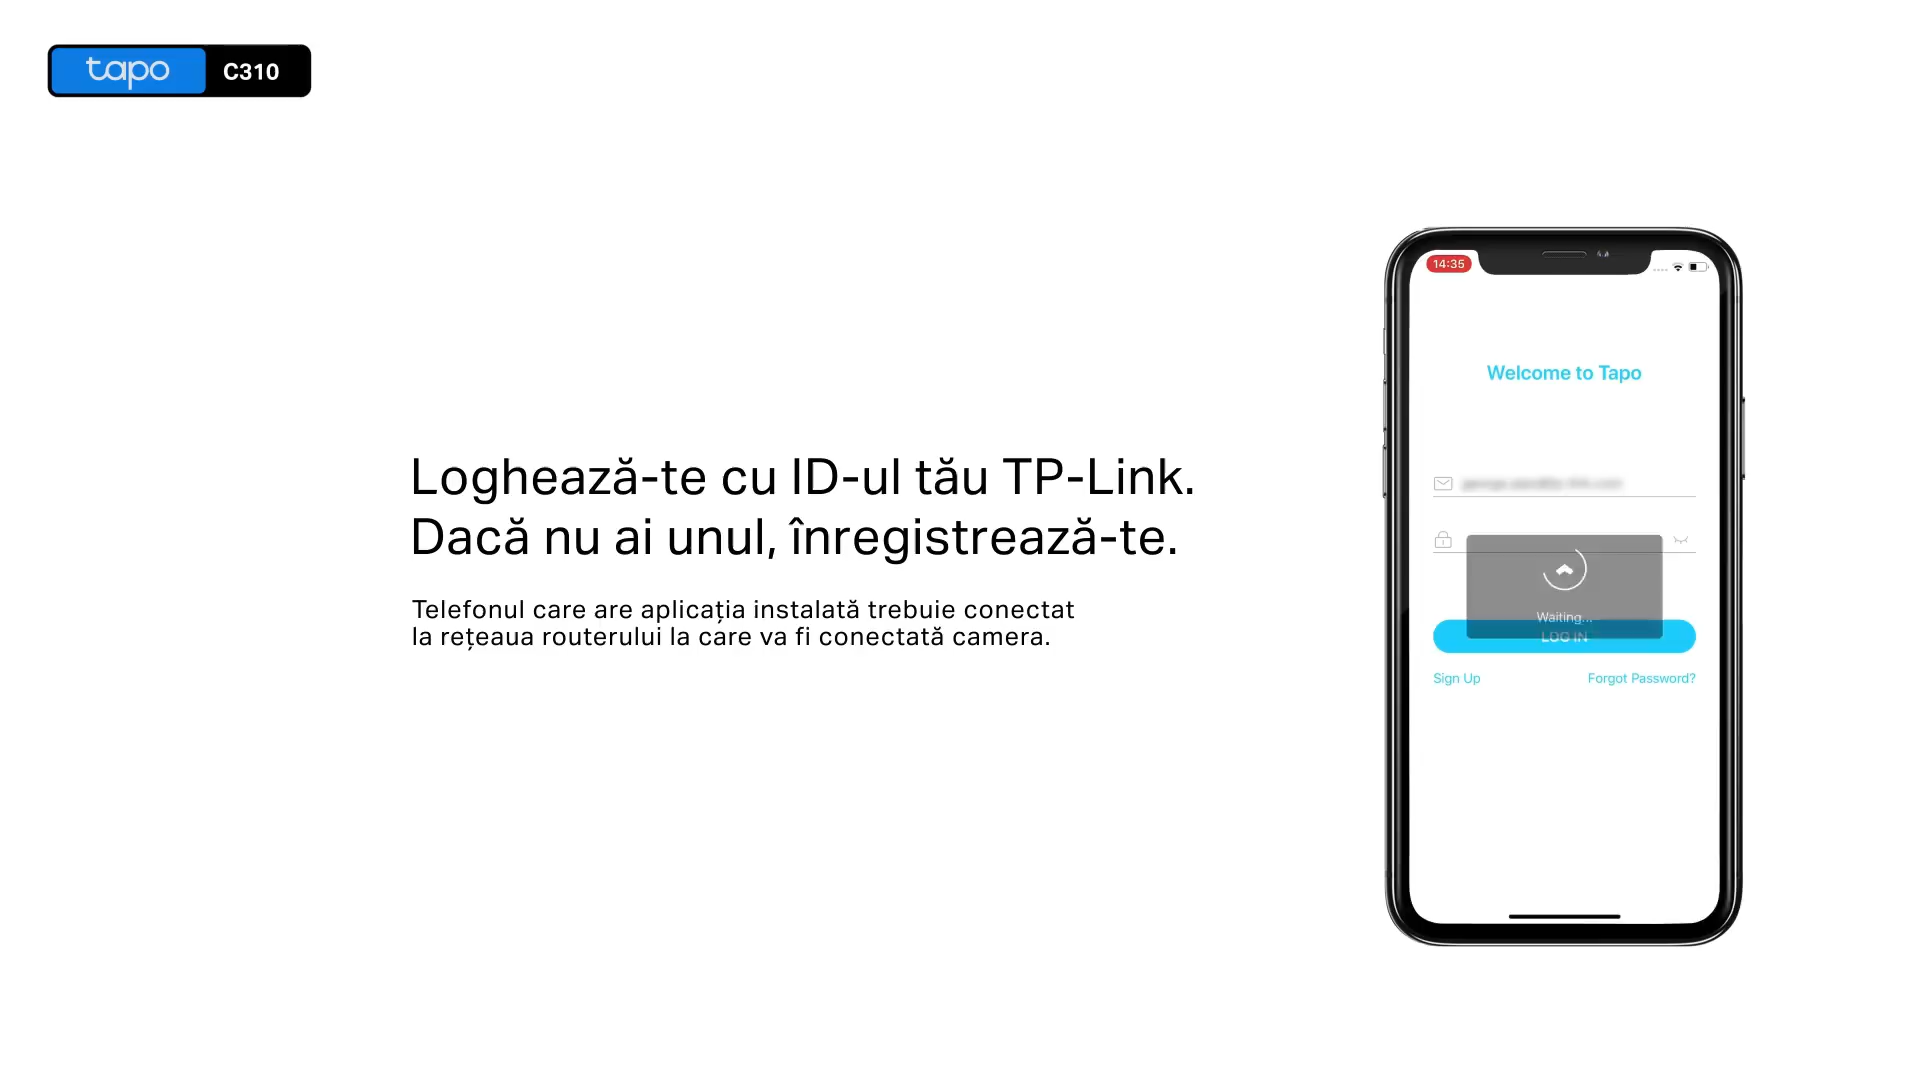 tapo C310
Loghează-te cu ID-ul tău TP-Link.
Dacă nu ai unul, înregistrează-te.
Telefonul care are aplicația instalată trebuie conectat
la rețeaua routerului la care va fi conectată camera.
14:35
Welcome to Tapo
Waiting...
LOG IN
Sign Up
Forgot Password?